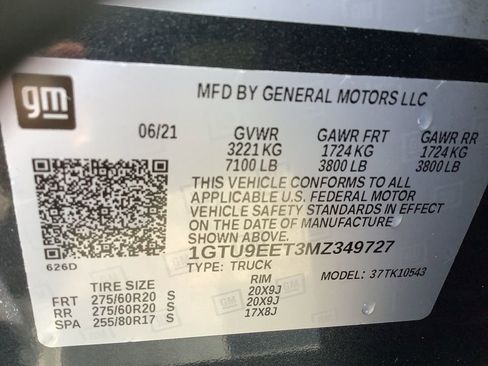 gm
MFD BY GENERAL MOTORS LLC
06/21 GVWR GAWR FRT GAWR RR
3221 KG 1724 KG 1724 KG
7100 LB 3800 LB 3800 LB
THIS VEHICLE CONFORMS TO ALL
APPLICABLE U.S. FEDERAL MOTOR
VEHICLE SAFETY STANDARDS IN EFFECT
ON THE DATE OF MANUFACTURE
SHOWN ABOVE.
1GTU9EET3MZ349727
626D TYPE: TRUCK MODEL: 37TK10543
TIRE SIZE RIM
FRT 275/60R20 S 20X9J
RR 275/60R20 S 20X9J
SPA 255/80R17 S 17X8J